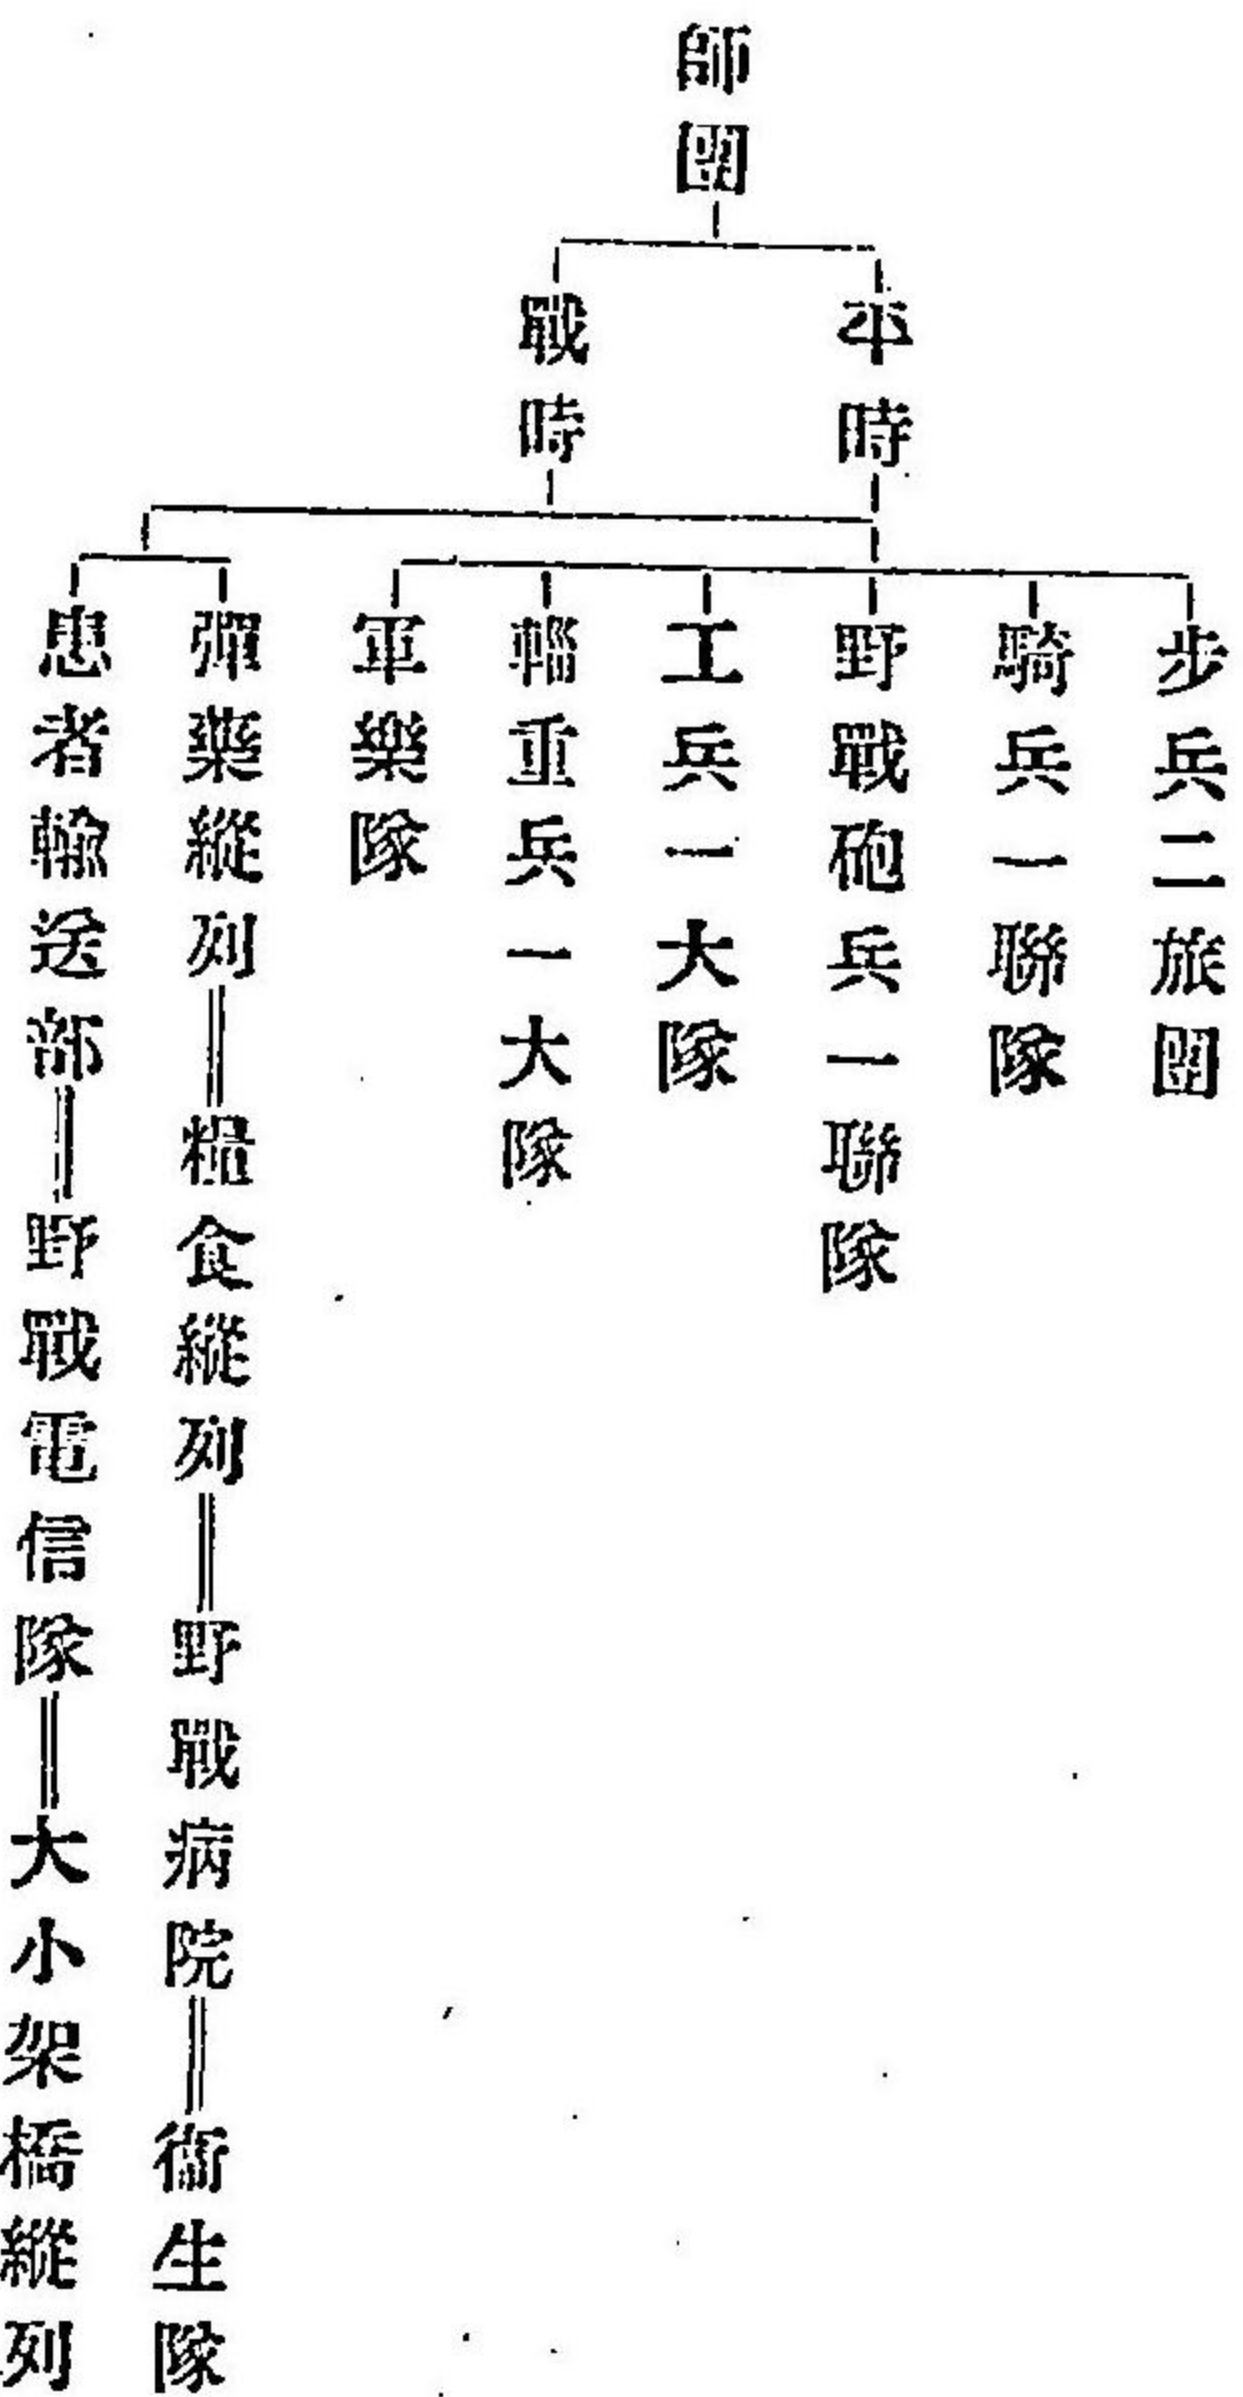 師團
平時
戰時
步兵二旅團
騎兵一聯隊
野戰砲兵一聯隊
工兵一大隊
輜重兵一大隊
軍樂隊
彈藥縱列══糧食縱列══野戰病院══衞生隊
患者輸送部══野戰電信隊══大小架橋縱列